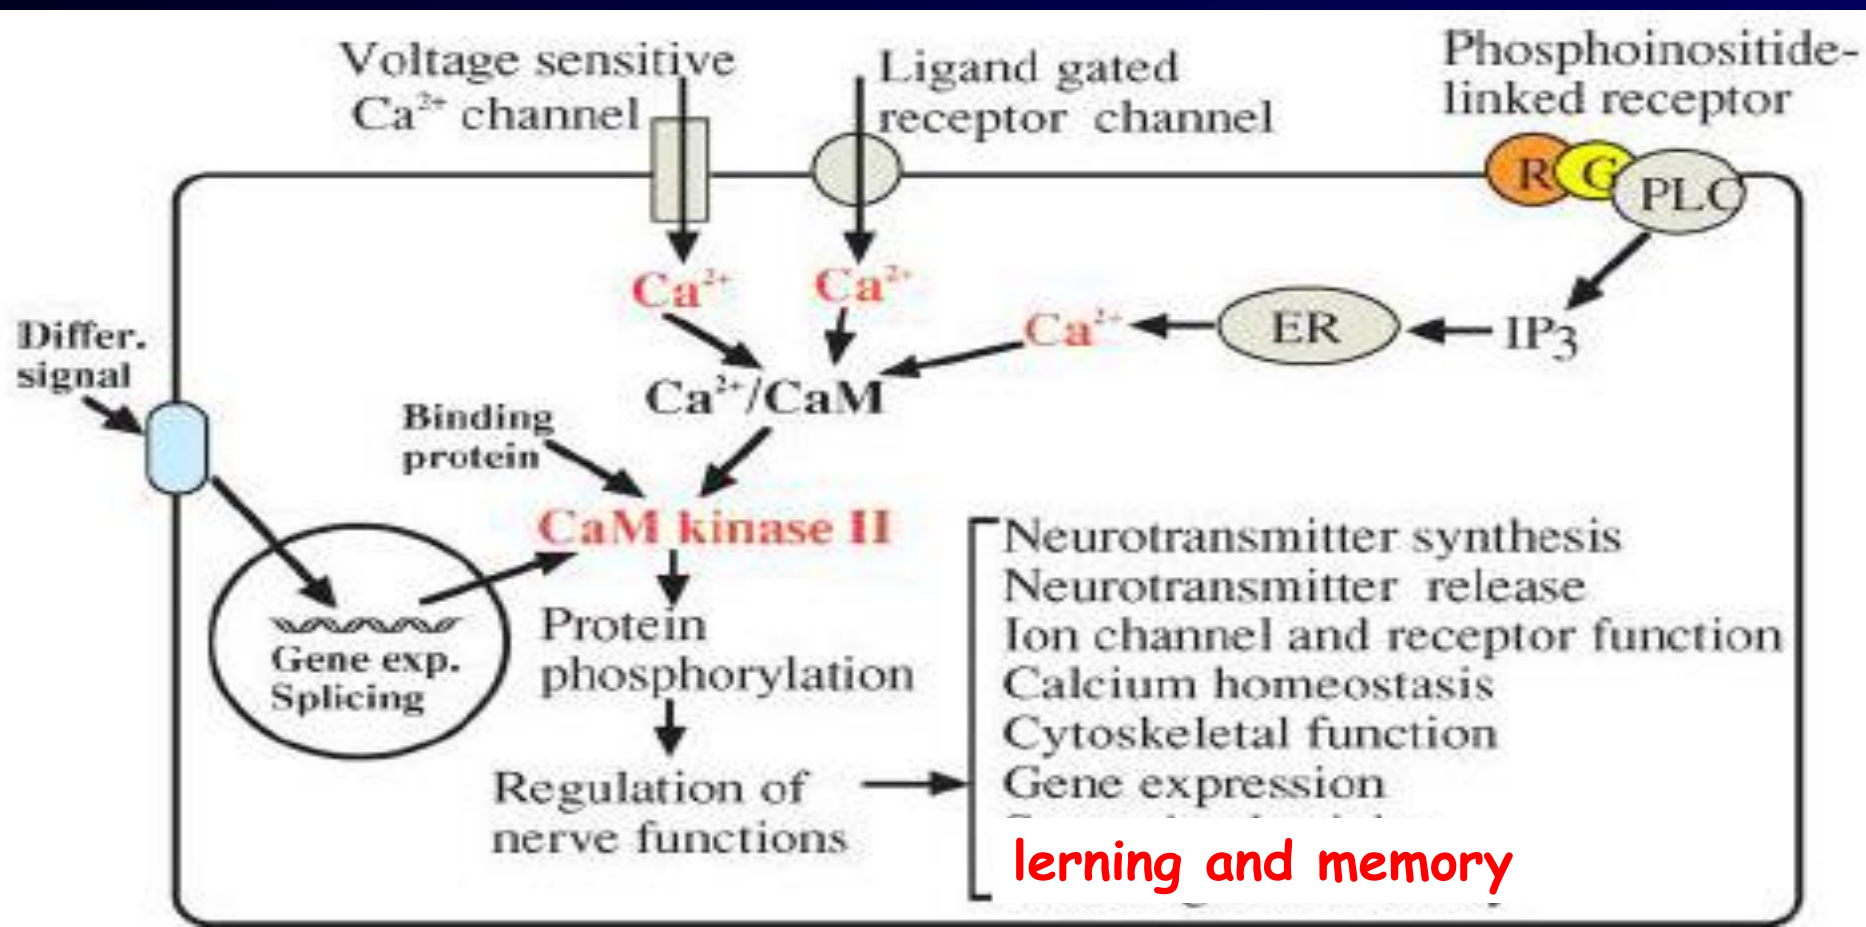 Voltage sensitive
Ca²⁺ channel
Ligand gated
receptor channel
Phosphoinositide-
linked receptor
R
G
PLC
Ca²⁺
Ca²⁺
Ca²⁺
ER
IP₃
Differ.
signal
Ca²⁺/CaM
Binding
protein
CaM kinase II
Gene exp.
Splicing
Protein
phosphorylation
Regulation of
nerve functions
Neurotransmitter synthesis
Neurotransmitter release
Ion channel and receptor function
Calcium homeostasis
Cytoskeletal function
Gene expression
lerning and memory